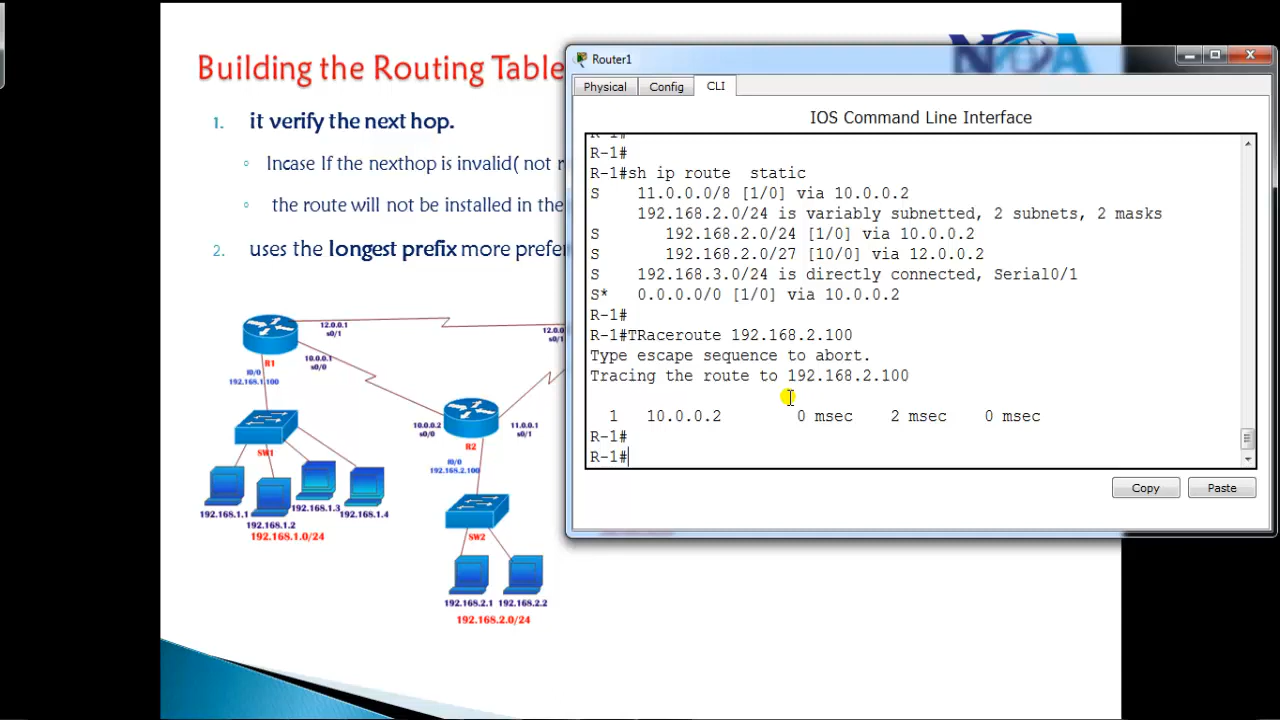 Building the Routing Table
1. it verify the next hop.
Incase If the nexthop is invalid( not
the route will not be installed in the
2. uses the longest prefix more
Router1
Physical
Config
CLI
IOS Command Line Interface
R-1#
R-1#
R-1#sh ip route  static
S    11.0.0.0/8 [1/0] via 10.0.0.2
192.168.2.0/24 is variably subnetted, 2 subnets, 2 masks
S       192.168.2.0/24 [1/0] via 10.0.0.2
S       192.168.2.0/27 [10/0] via 12.0.0.2
S    192.168.3.0/24 is directly connected, Serial0/1
S*   0.0.0.0/0 [1/0] via 10.0.0.2
R-1#
R-1#TRaceroute 192.168.2.100
Type escape sequence to abort.
Tracing the route to 192.168.2.100
1   10.0.0.2        0 msec    2 msec    0 msec
R-1#
R-1#
Copy
Paste
12.0.0.1
s0/1
R1
10.0.0.1
s0/0
l0/0
192.168.1.100
SW1
192.168.1.1
192.168.1.2
192.168.1.3
192.168.1.4
192.168.1.0/24
10.0.0.2
s0/0
11.0.0.1
s0/1
R2
l0/0
192.168.2.100
SW2
192.168.2.1
192.168.2.2
192.168.2.0/24